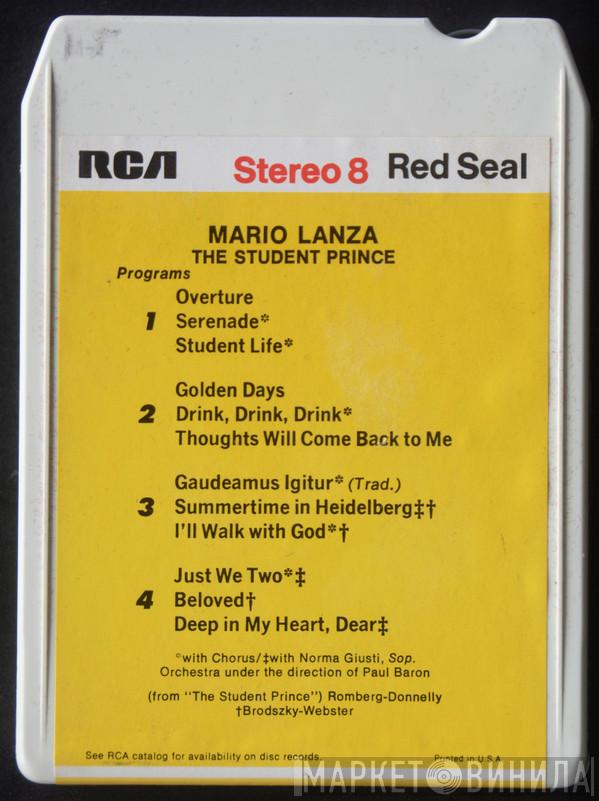 RCA Stereo 8 Red Seal
MARIO LANZA
THE STUDENT PRINCE
Programs
Overture
1 Serenade*
Student Life*
Golden Days
2 Drink, Drink, Drink*
Thoughts Will Come Back to Me
Gaudeamus Igitur* (Trad.)
3 Summertime in Heidelberg‡†
I'll Walk with God*†
Just We Two*‡
4 Beloved†
Deep in My Heart, Dear‡
*with Chorus/‡with Norma Giusti, Sop.
Orchestra under the direction of Paul Baron
(from "The Student Prince") Romberg-Donnelly
†Brodszky-Webster
See RCA catalog for availability on disc records.
Printed in U.S.A.
МАРКЕТ ВИНИЛА